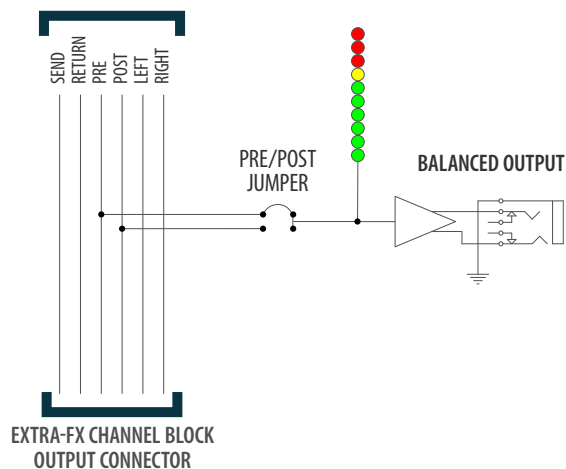 SEND
RETURN
PRE
POST
LEFT
RIGHT
PRE/POST
JUMPER
BALANCED OUTPUT
EXTRA-FX CHANNEL BLOCK
OUTPUT CONNECTOR